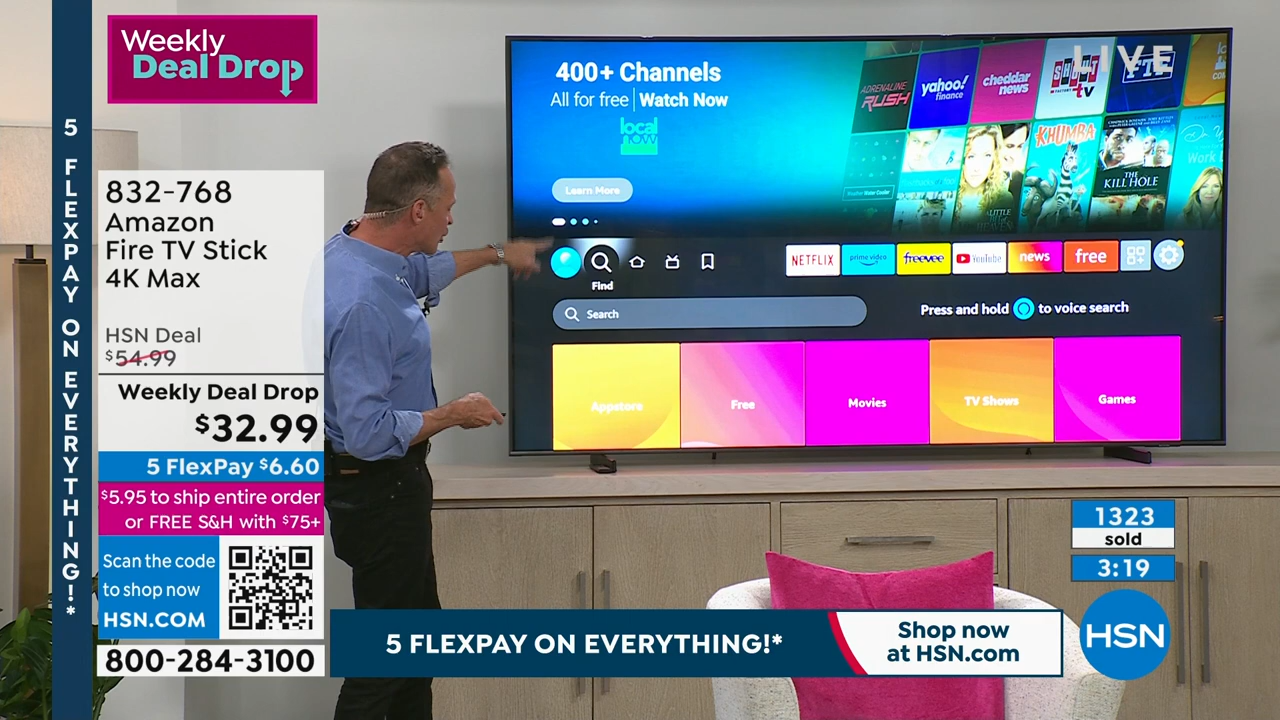 Weekly
Deal Drop
5 FLEXPAY ON EVERYTHING!*
832-768
Amazon
Fire TV Stick
4K Max
HSN Deal
$54.99
Weekly Deal Drop
$32.99
5 FlexPay $6.60
$5.95 to ship entire order
or FREE S&H with $75+
Scan the code
to shop now
HSN.COM
800-284-3100
LIVE
400+ Channels
All for free | Watch Now
local
now
Learn More
ADRENALINE
RUSH
yahoo!
finance
cheddar
news
SHOUT
tv
FTF
KHUMBA
THE
KILL HOLE
NETFLIX
prime video
freevee
YouTube
news
free
Find
Search
Press and hold to voice search
Appstore
Free
Movies
TV Shows
Games
1323
sold
3:19
HSN
5 FLEXPAY ON EVERYTHING!*
Shop now
at HSN.com